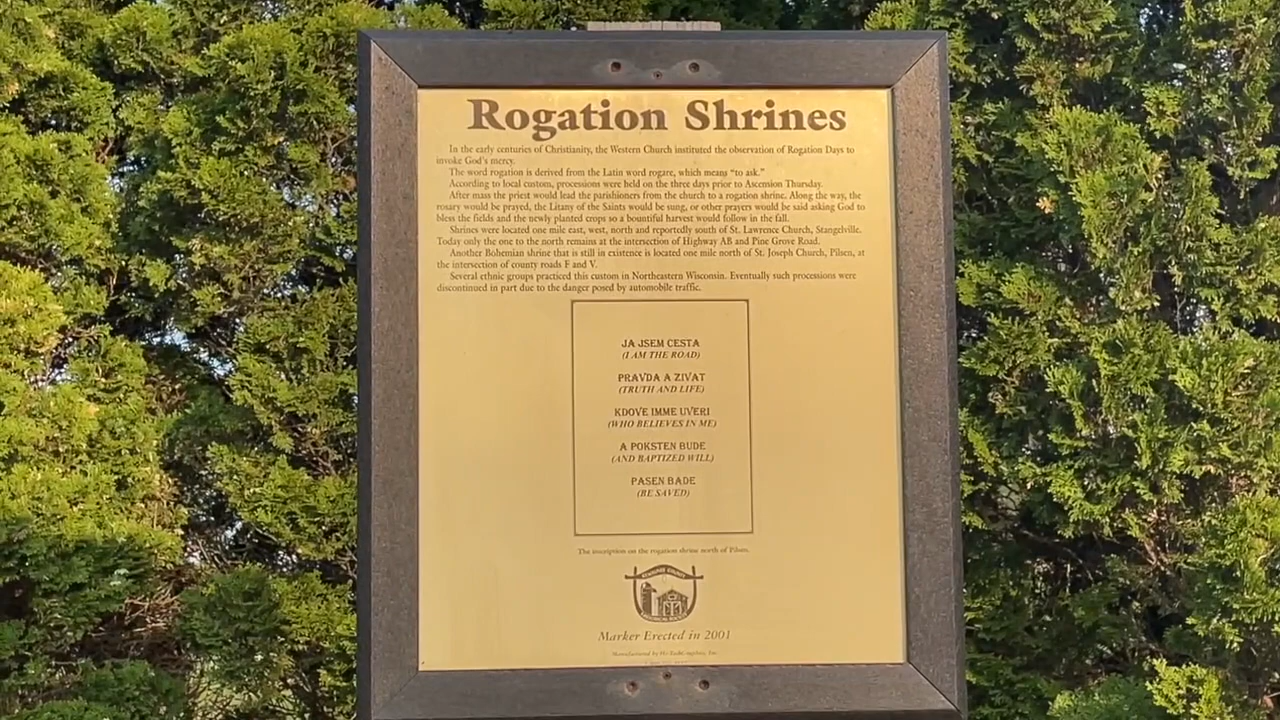 Rogation Shrines
In the early centuries of Christianity, the Western Church instituted the observation of Rogation Days to
invoke God's mercy.
The word rogation is derived from the Latin word rogare, which means "to ask."
According to local custom, processions were held on the three days prior to Ascension Thursday.
After mass the priest would lead the parishioners from the church to a rogation shrine. Along the way, the
rosary would be prayed, the Litany of the Saints would be sung, or other prayers would be said asking God to
bless the fields and the newly planted crops so a bountiful harvest would follow in the fall.
Shrines were located one mile east, west, north and reportedly south of St. Lawrence Church, Stangelville.
Today only the one to the north remains at the intersection of Highway AB and Pine Grove Road.
Another Bohemian shrine that is still in existence is located one mile north of St. Joseph Church, Pilsen, at
the intersection of county roads F and V.
Several ethnic groups practiced this custom in Northeastern Wisconsin. Eventually such processions were
discontinued in part due to the danger posed by automobile traffic.
JA JSEM CESTA
(I AM THE ROAD)
PRAVDA A ZIVAT
(TRUTH AND LIFE)
KDOVE IMME UVERI
(WHO BELIEVES IN ME)
A POKSTEN BUDE
(AND BAPTIZED WILL)
PASEN BADE
(BE SAVED)
The inscription on the rogation shrine north of Pilsen.
Marker Erected in 2001
Manufactured by